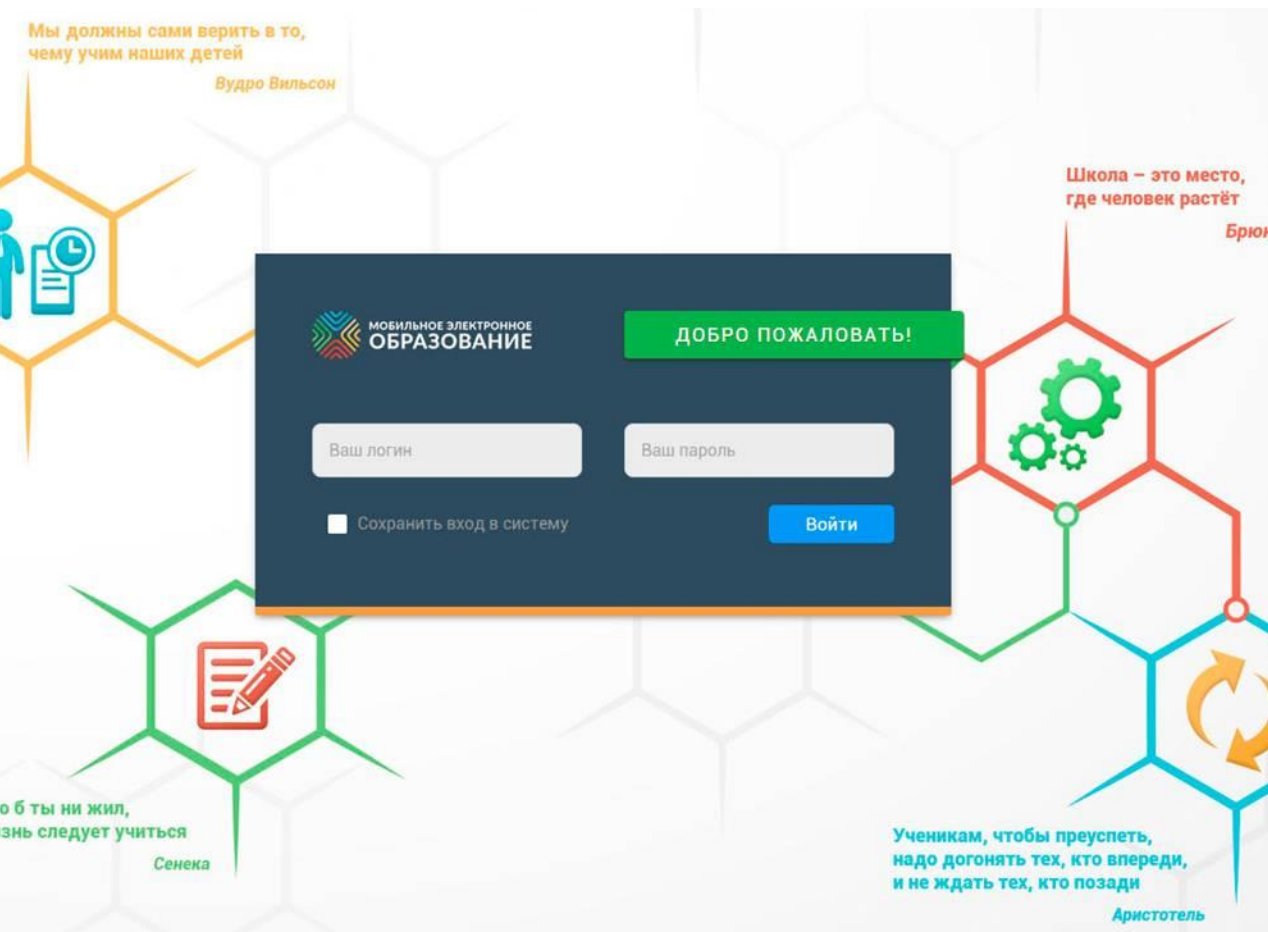 Мы должны сами верить в то,
чему учим наших детей
Вудро Вильсон
Школа – это место,
где человек растёт
МОБИЛЬНОЕ ЭЛЕКТРОННОЕ
ОБРАЗОВАНИЕ
ДОБРО ПОЖАЛОВАТЬ!
Ваш логин
Ваш пароль
Сохранить вход в систему
Войти
б ты ни жил,
следует учиться
Сенека
Ученикам, чтобы преуспеть,
надо догонять тех, кто впереди,
и не ждать тех, кто позади
Аристотель